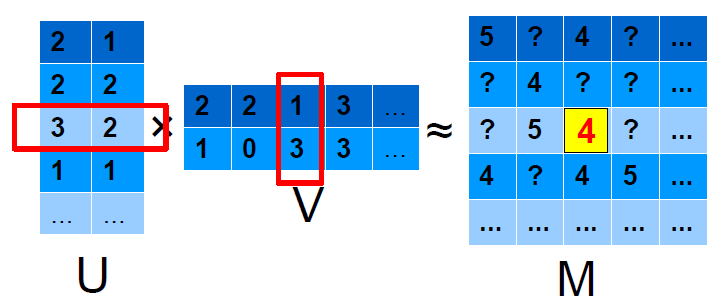 2 1
2 2
3 2
1 1
... ...
U
×
2 2 1 3 ...
1 0 3 3 ...
V
≈
5 ? 4 ? ...
? 4 ? ? ...
? 5 4 ? ...
4 ? 4 5 ...
... ... ... ... ...
M